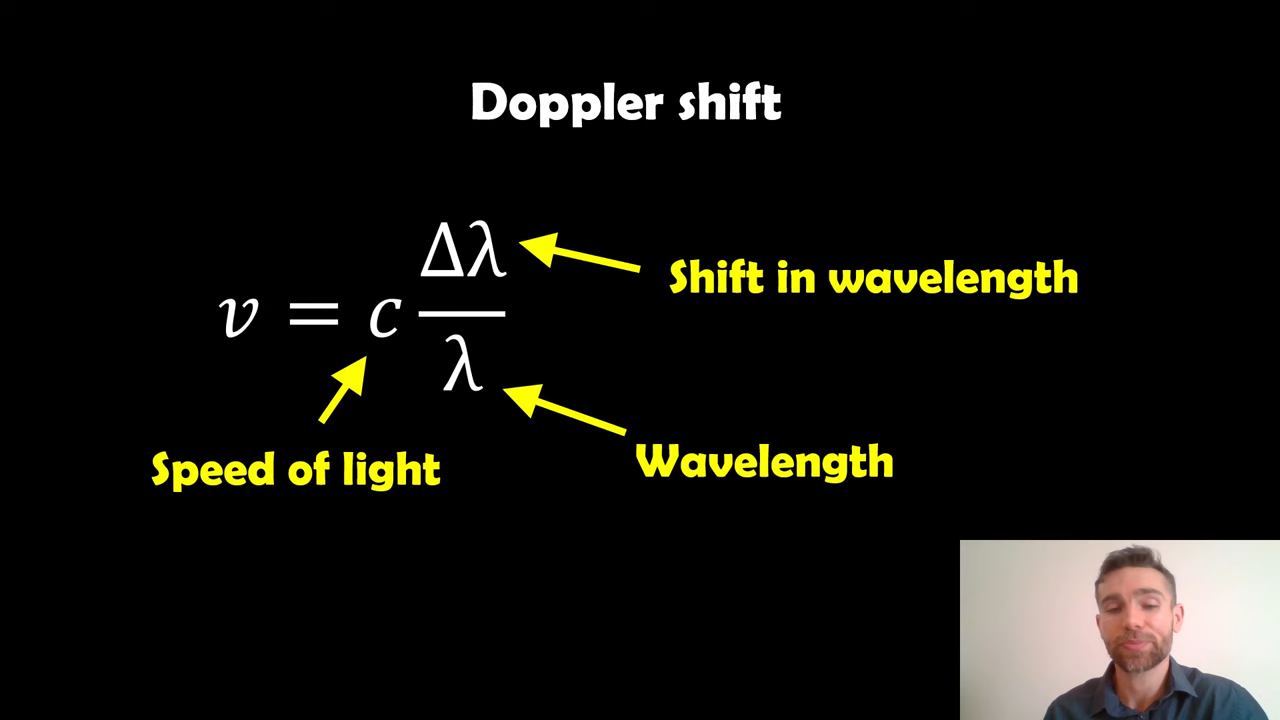 Doppler shift
v = c Δλ/λ
Shift in wavelength
Speed of light
Wavelength